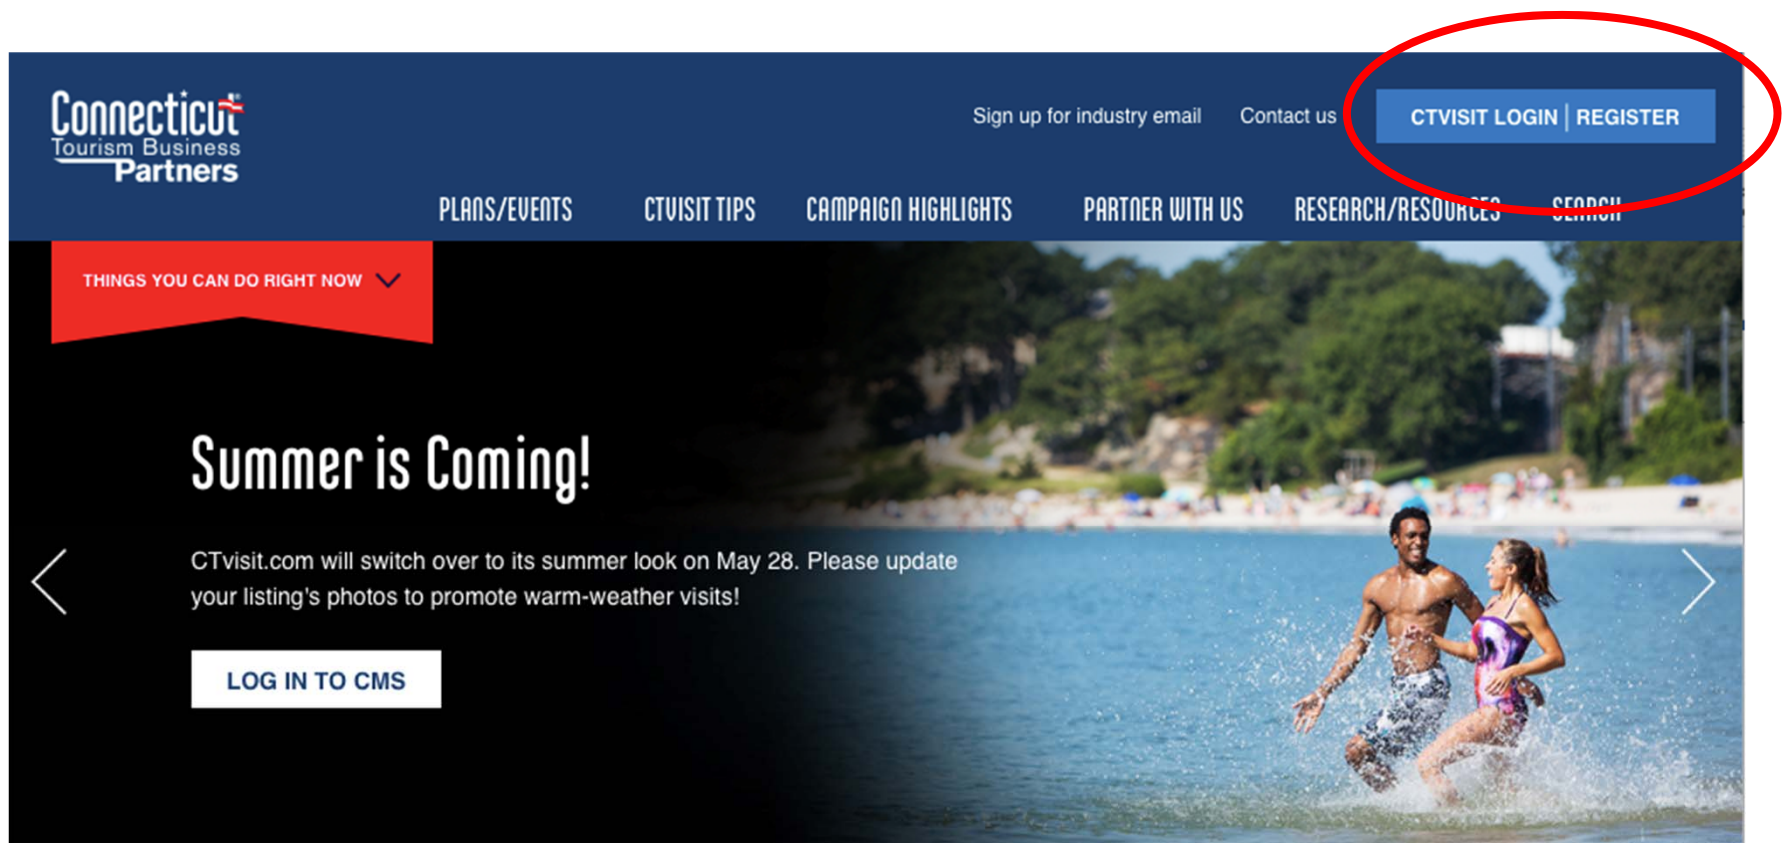 Connecticut
Tourism Business
Partners
Sign up for industry email
Contact us
CTVISIT LOGIN | REGISTER
PLANS/EVENTS
CTVISIT TIPS
CAMPAIGN HIGHLIGHTS
PARTNER WITH US
RESEARCH/RESOURCES
SEARCH
THINGS YOU CAN DO RIGHT NOW
Summer is Coming!
CTvisit.com will switch over to its summer look on May 28. Please update
your listing's photos to promote warm-weather visits!
LOG IN TO CMS